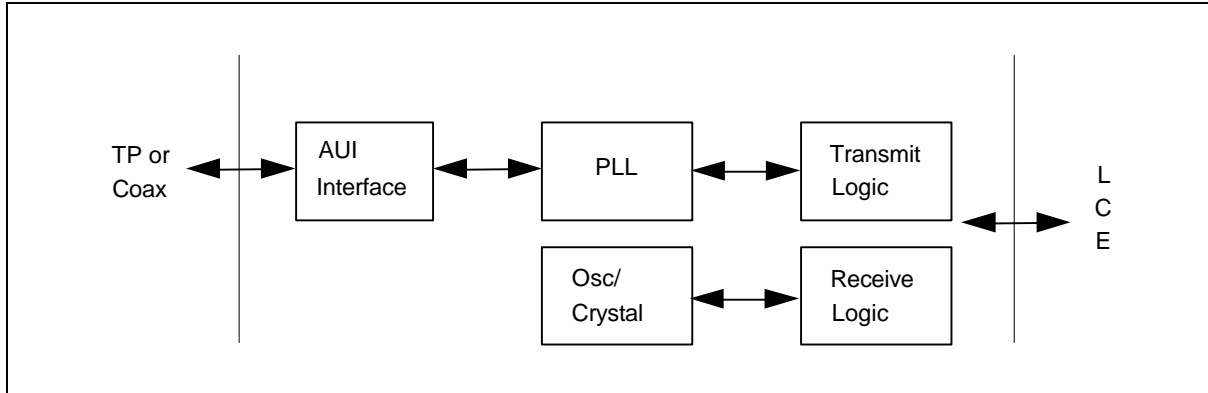 TP or
Coax
AUI
Interface
PLL
Transmit
Logic
Osc/
Crystal
Receive
Logic
L
C
E